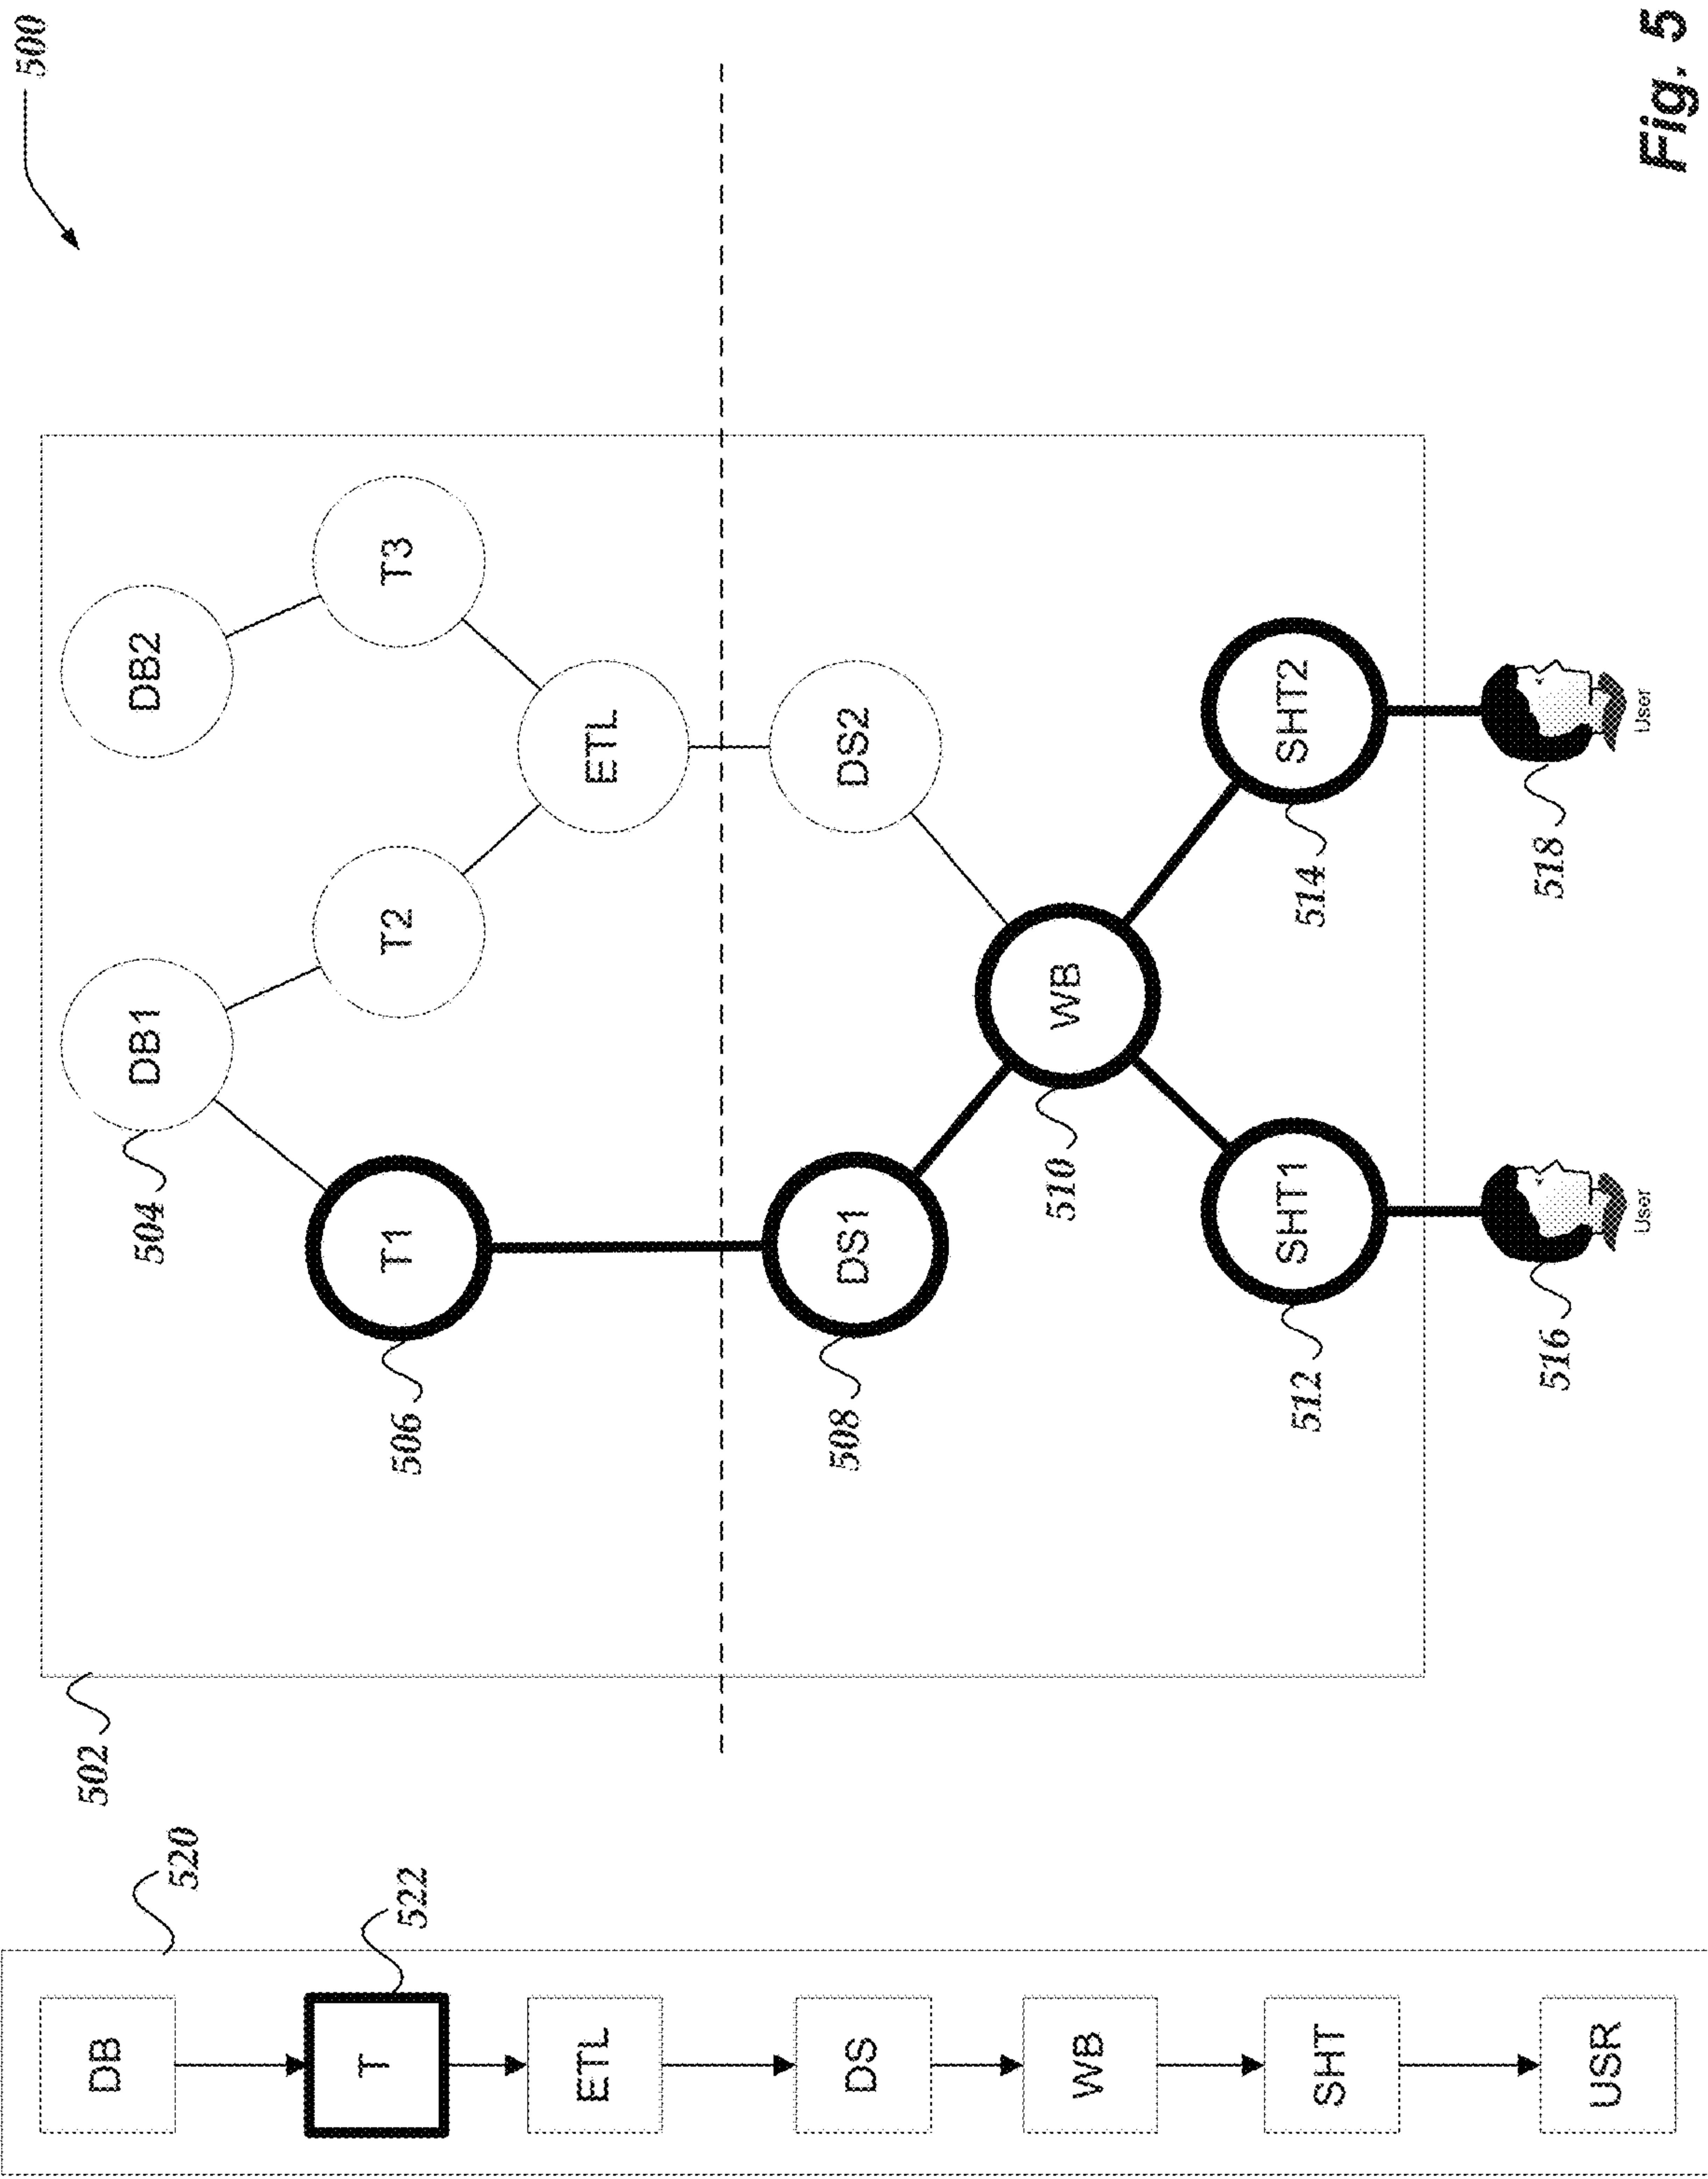 500
502
520
DB
522
T
ETL
DS
WB
SHT
USR
DB1
504
DB2
T1
506
T2
T3
ETL
DS1
508
DS2
WB
510
SHT1
512
SHT2
514
User
516
User
518
Fig. 5